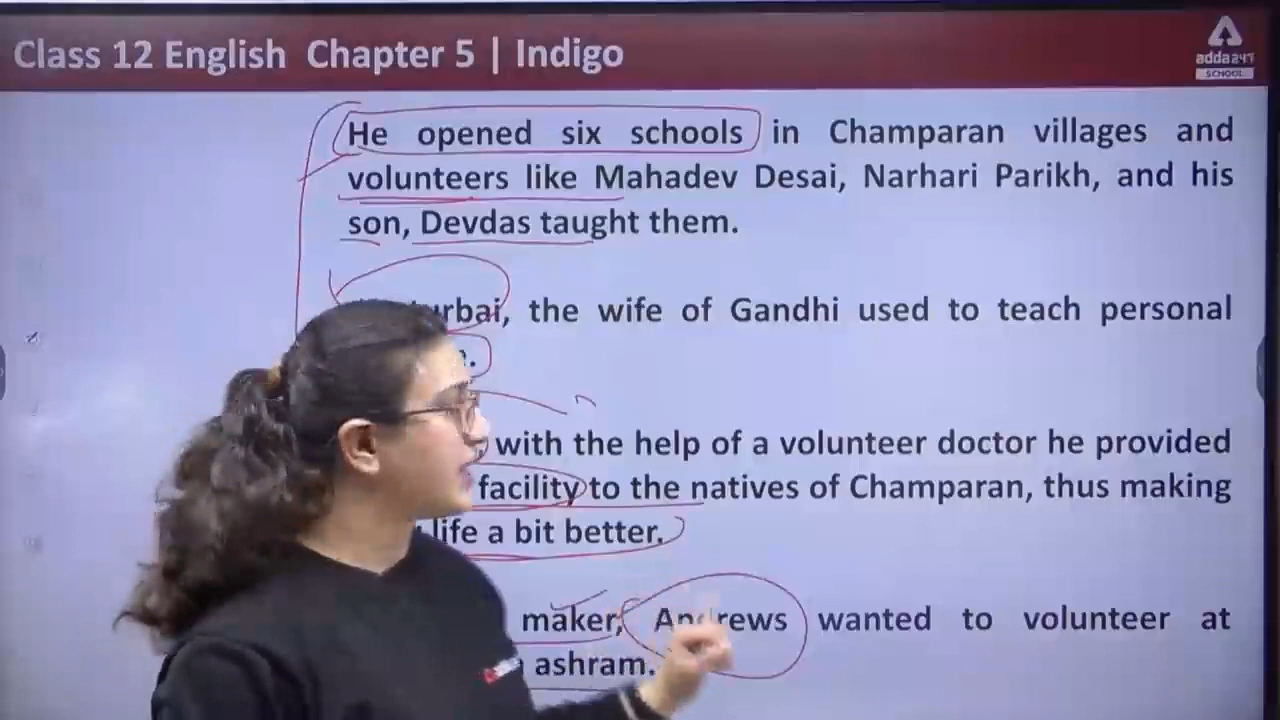 Class 12 English Chapter 5 | Indigo
adda247
SCHOOL
He opened six schools in Champaran villages and
volunteers like Mahadev Desai, Narhari Parikh, and his
son, Devdas taught them.
the wife of Gandhi used to teach personal
with the help of a volunteer doctor he provided
facility to the natives of Champaran, thus making
life a bit better.
maker, Andrews wanted to volunteer at
ashram.